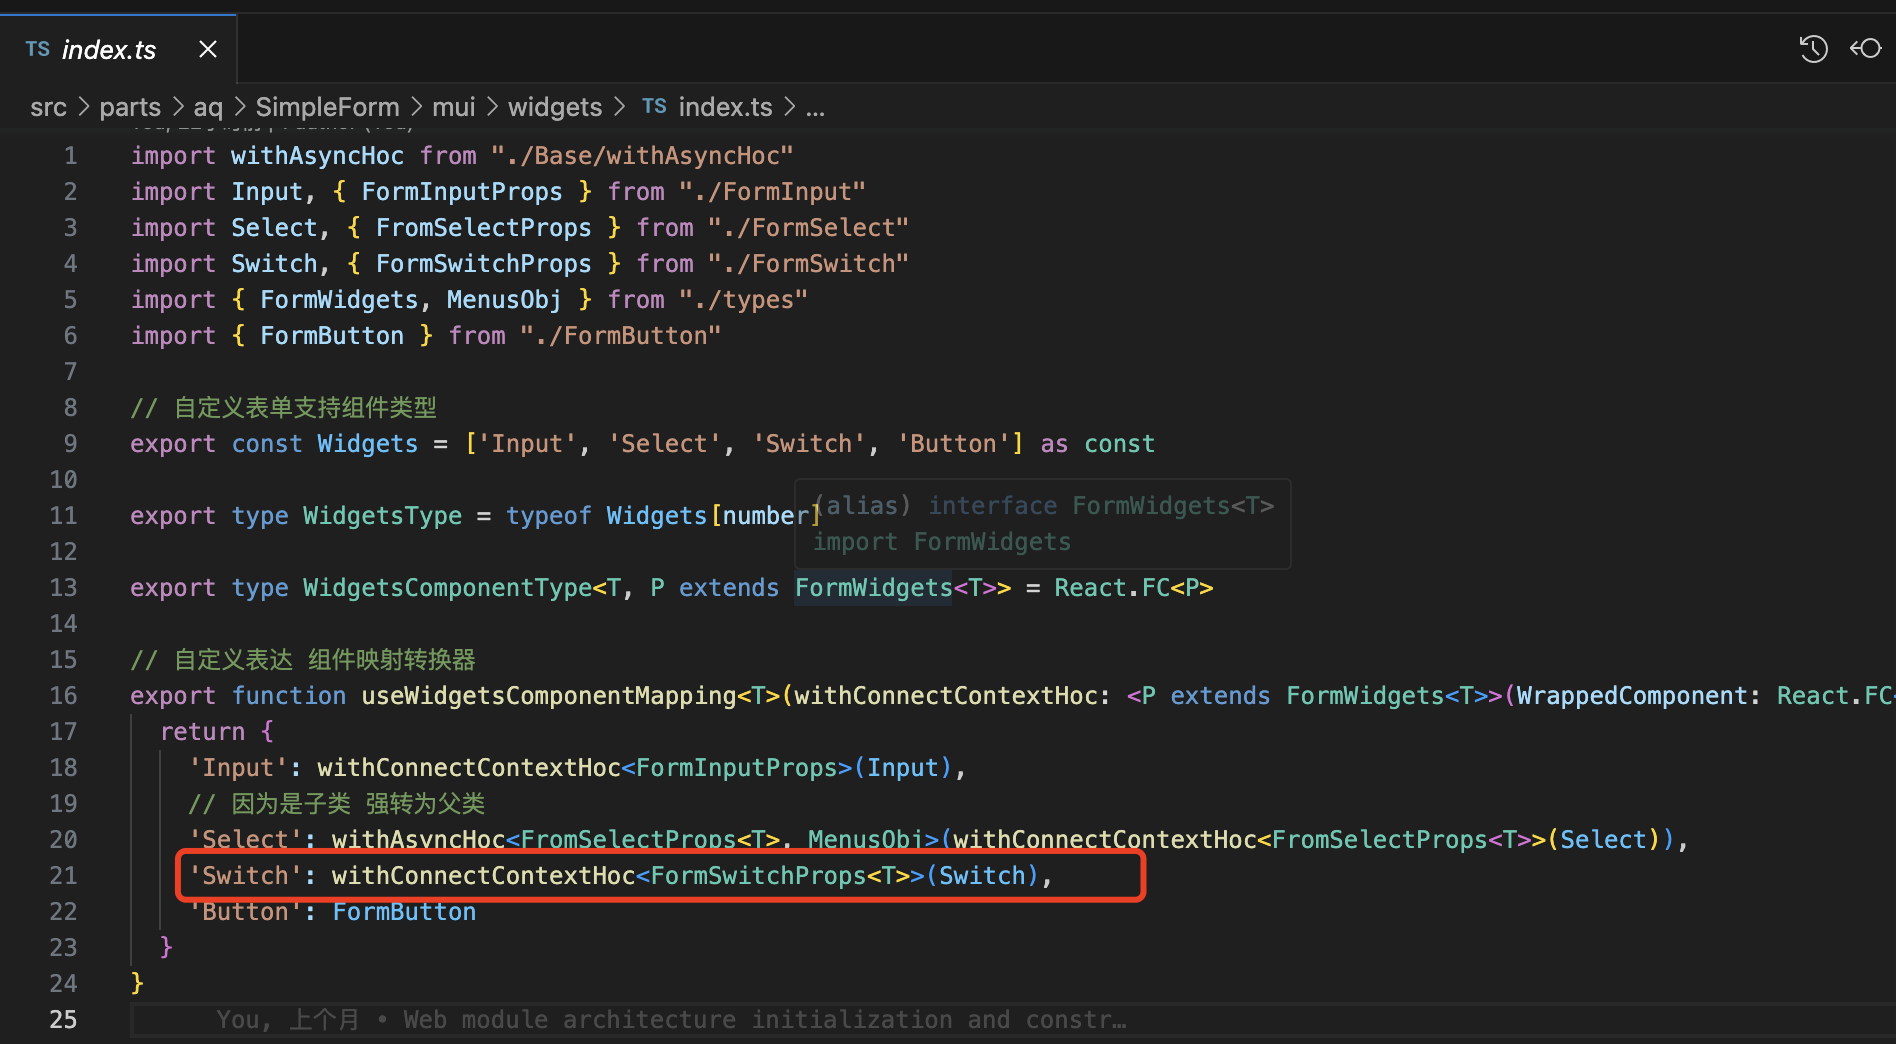 TS index.ts
src > parts > aq > SimpleForm > mui > widgets > TS index.ts > ...
1 import withAsyncHoc from "./Base/withAsyncHoc"
2 import Input, { FormInputProps } from "./FormInput"
3 import Select, { FromSelectProps } from "./FormSelect"
4 import Switch, { FormSwitchProps } from "./FormSwitch"
5 import { FormWidgets, MenusObj } from "./types"
6 import { FormButton } from "./FormButton"
7
8 // 自定义表单支持组件类型
9 export const Widgets = ['Input', 'Select', 'Switch', 'Button'] as const
10
(alias) interface FormWidgets<T>
11 export type WidgetsType = typeof Widgets[number]
import FormWidgets
12
13 export type WidgetsComponentType<T, P extends FormWidgets<T>> = React.FC<P>
14
15 // 自定义表达 组件映射转换器
16 export function useWidgetsComponentMapping<T>(withConnectContextHoc: <P extends FormWidgets<T>>(WrappedComponent: React.FC<
17 return {
18 'Input': withConnectContextHoc<FormInputProps>(Input),
19 // 因为是子类 强转为父类
20 'Select': withAsyncHoc<FromSelectProps<T>, MenusObj>(withConnectContextHoc<FromSelectProps<T>>(Select)),
21 'Switch': withConnectContextHoc<FormSwitchProps<T>>(Switch),
22 'Button': FormButton
23 }
24 }
25 You, 上个月 • Web module architecture initialization and constr…